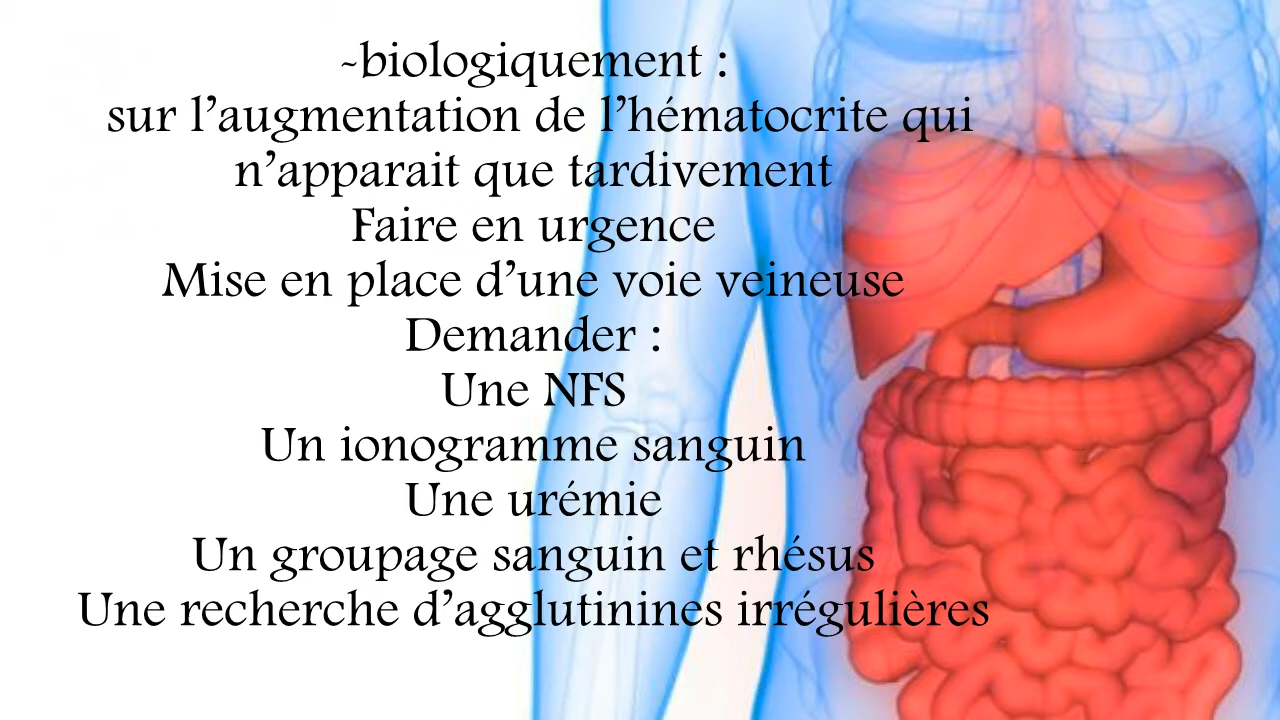 -biologiquement :
sur l’augmentation de l’hématocrite qui
n’apparait que tardivement
Faire en urgence
Mise en place d’une voie veineuse
Demander :
Une NFS
Un ionogramme sanguin
Une urémie
Un groupage sanguin et rhésus
Une recherche d’agglutinines irrégulières